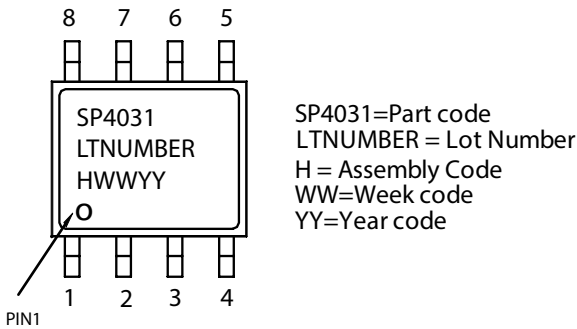 8 7 6 5
SP4031
LTNUMBER
HWWYY
O
1 2 3 4
PIN1
SP4031=Part code
LTNUMBER = Lot Number
H = Assembly Code
WW=Week code
YY=Year code